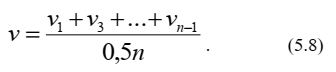 v = (v₁ + v₃ + ... + vₙ₋₁) / 0,5n . (5.8)